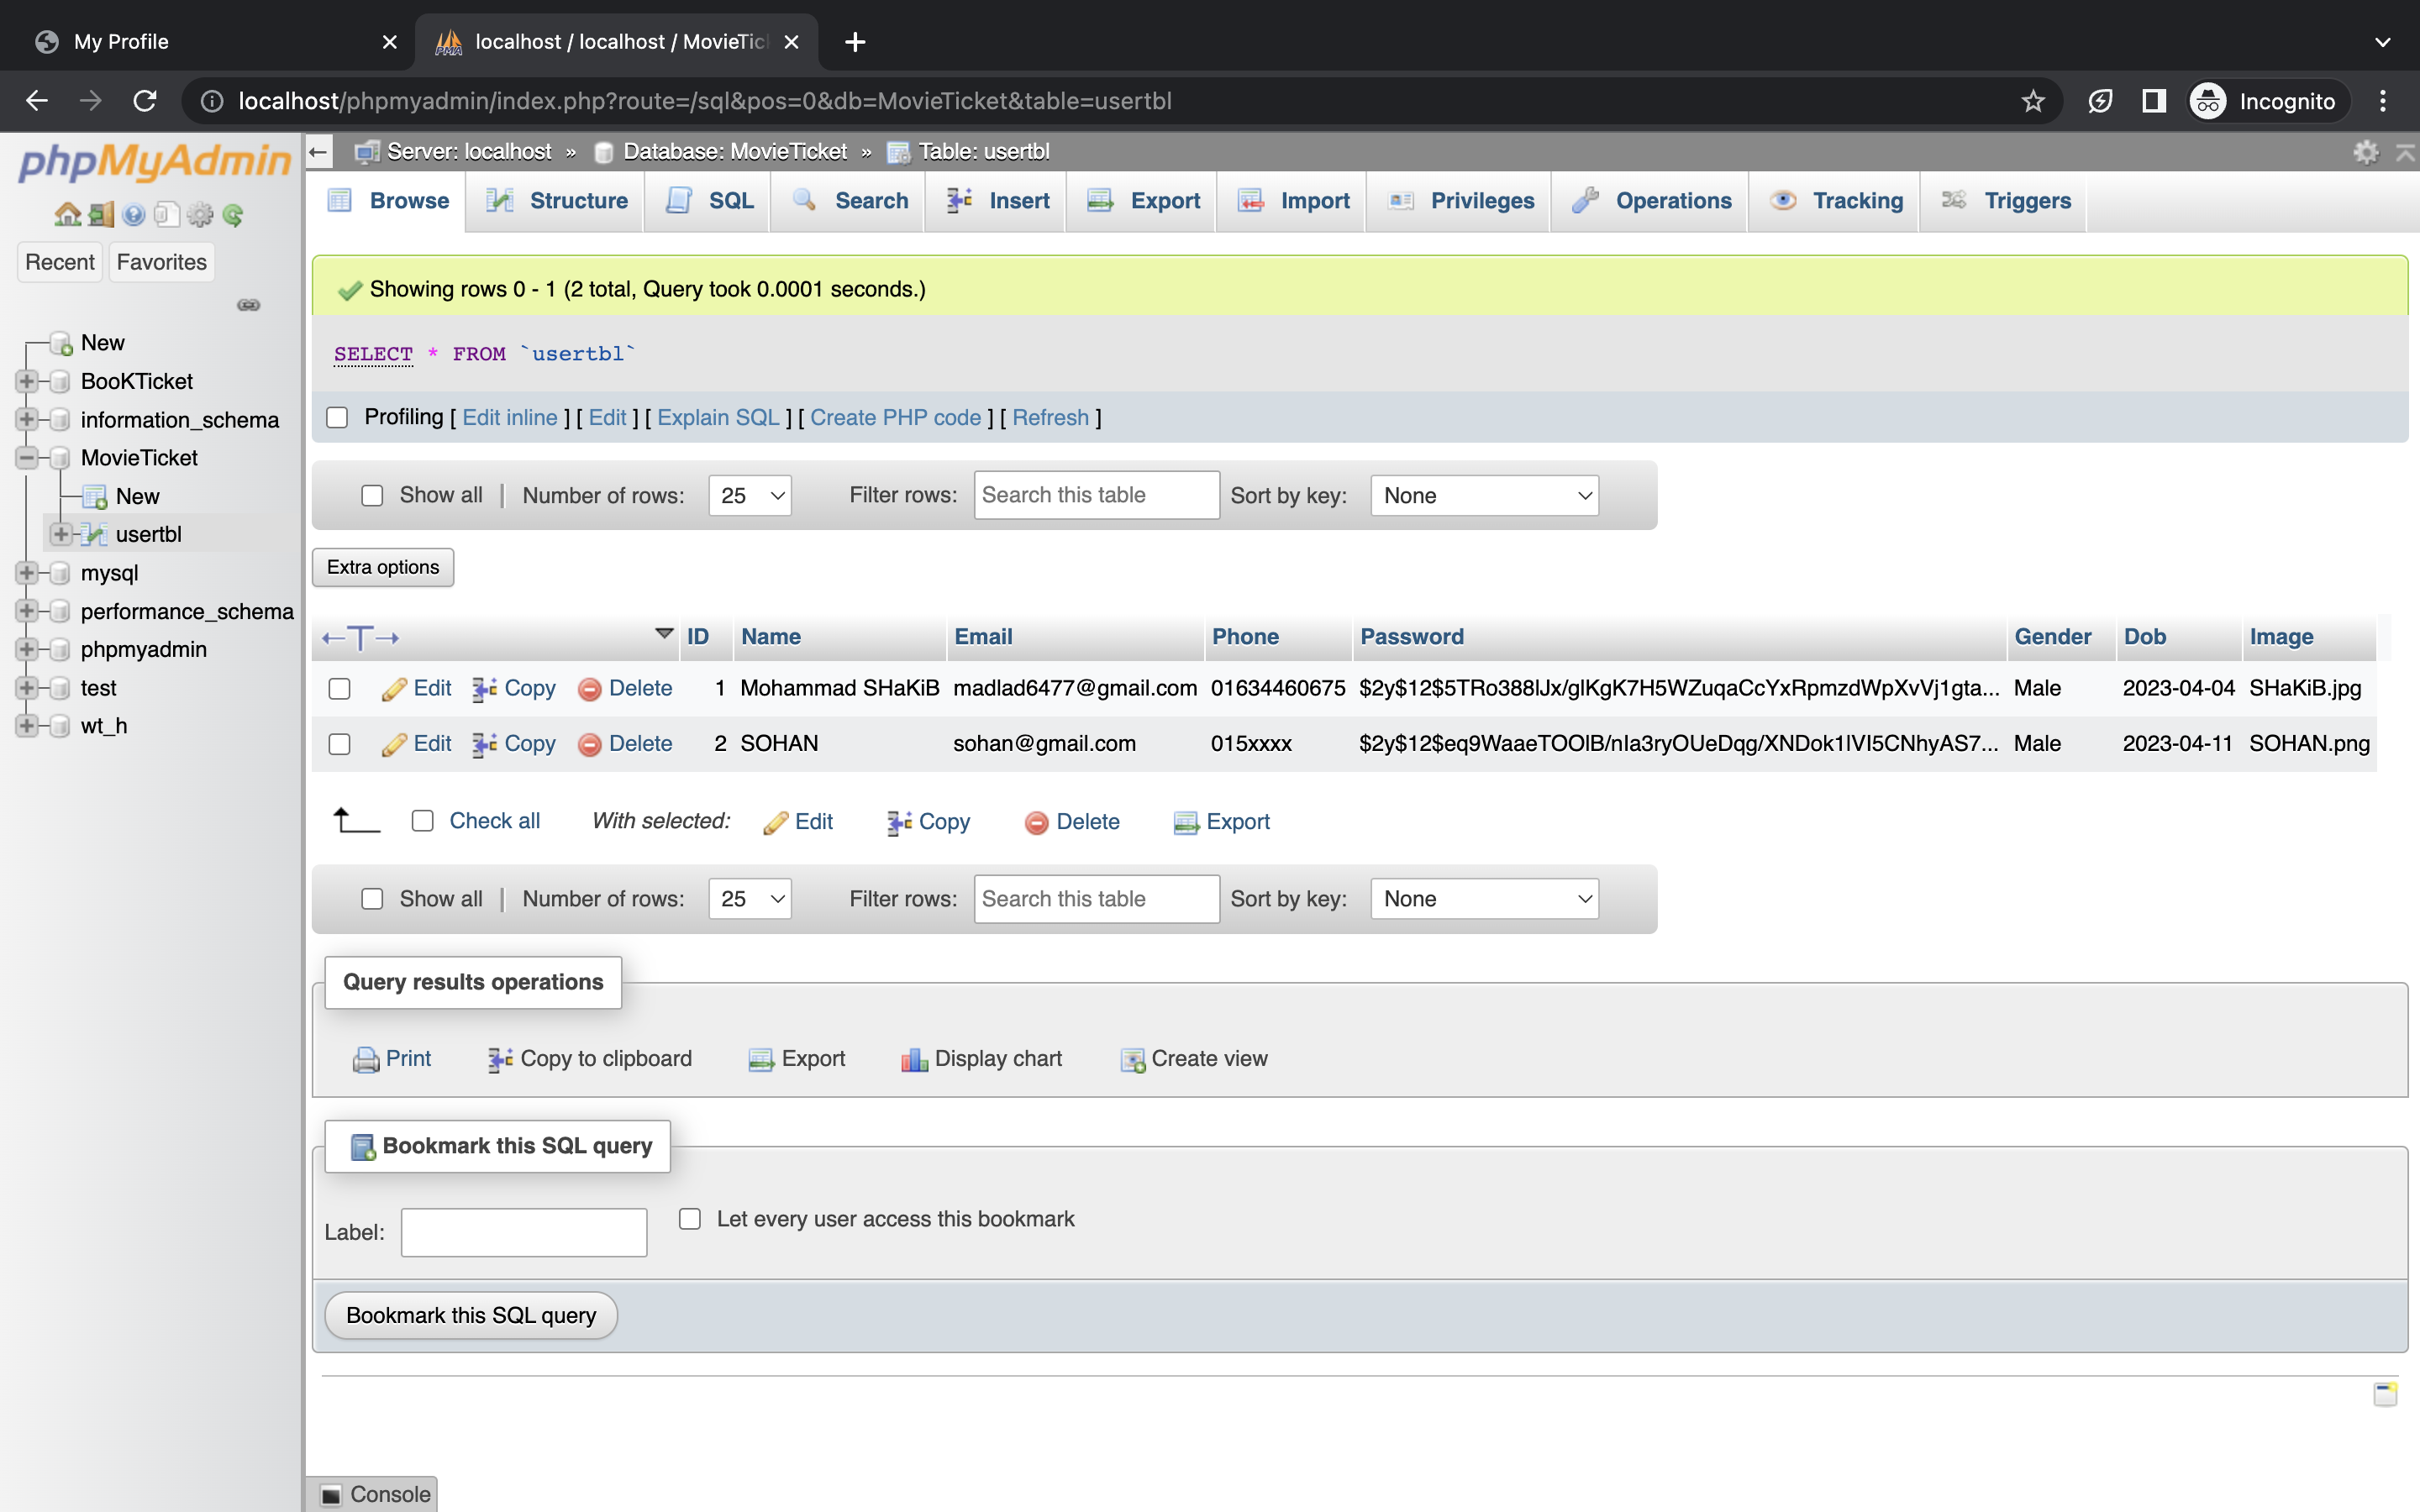 My Profile
localhost / localhost / MovieTic
localhost/phpmyadmin/index.php?route=/sql&pos=0&db=MovieTicket&table=usertbl
Incognito
phpMyAdmin
Server: localhost » Database: MovieTicket » Table: usertbl
Browse Structure SQL Search Insert Export Import Privileges Operations Tracking Triggers
Recent Favorites
New
BooKTicket
information_schema
MovieTicket
New
usertbl
mysql
performance_schema
phpmyadmin
test
wt_h
Showing rows 0 - 1 (2 total, Query took 0.0001 seconds.)
SELECT * FROM `usertbl`
Profiling [ Edit inline ] [ Edit ] [ Explain SQL ] [ Create PHP code ] [ Refresh ]
Show all | Number of rows: 25 Filter rows: Search this table Sort by key: None
Extra options
←T→ ID Name Email Phone Password Gender Dob Image
Edit Copy Delete 1 Mohammad SHaKiB madlad6477@gmail.com 01634460675 $2y$12$5TRo388lJx/glKgK7H5WZuqaCcYxRpmzdWpXvVj1gta... Male 2023-04-04 SHaKiB.jpg
Edit Copy Delete 2 SOHAN sohan@gmail.com 015xxxx $2y$12$eq9WaaeTOOlB/nIa3ryOUeDqg/XNDok1lVI5CNhyAS7... Male 2023-04-11 SOHAN.png
Check all With selected: Edit Copy Delete Export
Show all | Number of rows: 25 Filter rows: Search this table Sort by key: None
Query results operations
Print Copy to clipboard Export Display chart Create view
Bookmark this SQL query
Label: Let every user access this bookmark
Bookmark this SQL query
Console